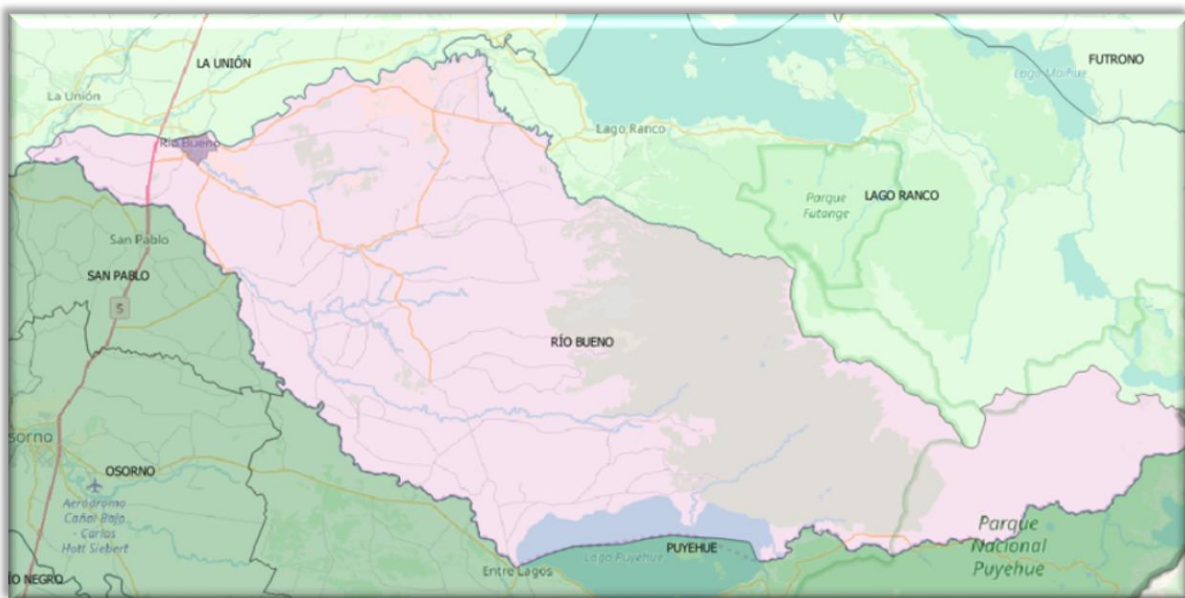 LA UNIÓN
La Unión
FUTRONO
Lago Maihue
Río Bueno
Lago Ranco
Parque
Futangue
LAGO RANCO
San Pablo
SAN PABLO
5
RÍO BUENO
sorno
OSORNO
Aeródromo
Cañal Bajo
- Carlos
Hott Siebert
Parque
Nacional
Puyehue
PUYEHUE
Lago Puyehue
Entre Lagos
ÍO NEGRO